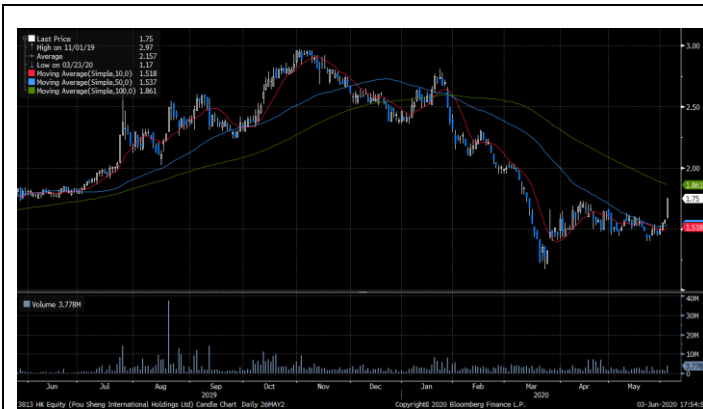 Last Price 1.75
High on 11/01/19 2.97
Average 2.157
Low on 03/23/20 1.17
Moving Average(Simple,10,0) 1.518
Moving Average(Simple,50,0) 1.537
Moving Average(Simple,100,0) 1.861
3.00
2.50
2.00
1.861
1.75
1.518
Volume 3.778M
40M
30M
20M
10M
3.778
0
Jun Jul Aug Sep Oct Nov Dec Jan Feb Mar Apr May
2019 2020
3813 HK Equity (Pou Sheng International Holdings Ltd) Candle Chart Daily 26MAY2 Copyright© 2020 Bloomberg Finance L.P. 03-Jun-2020 17:54:5